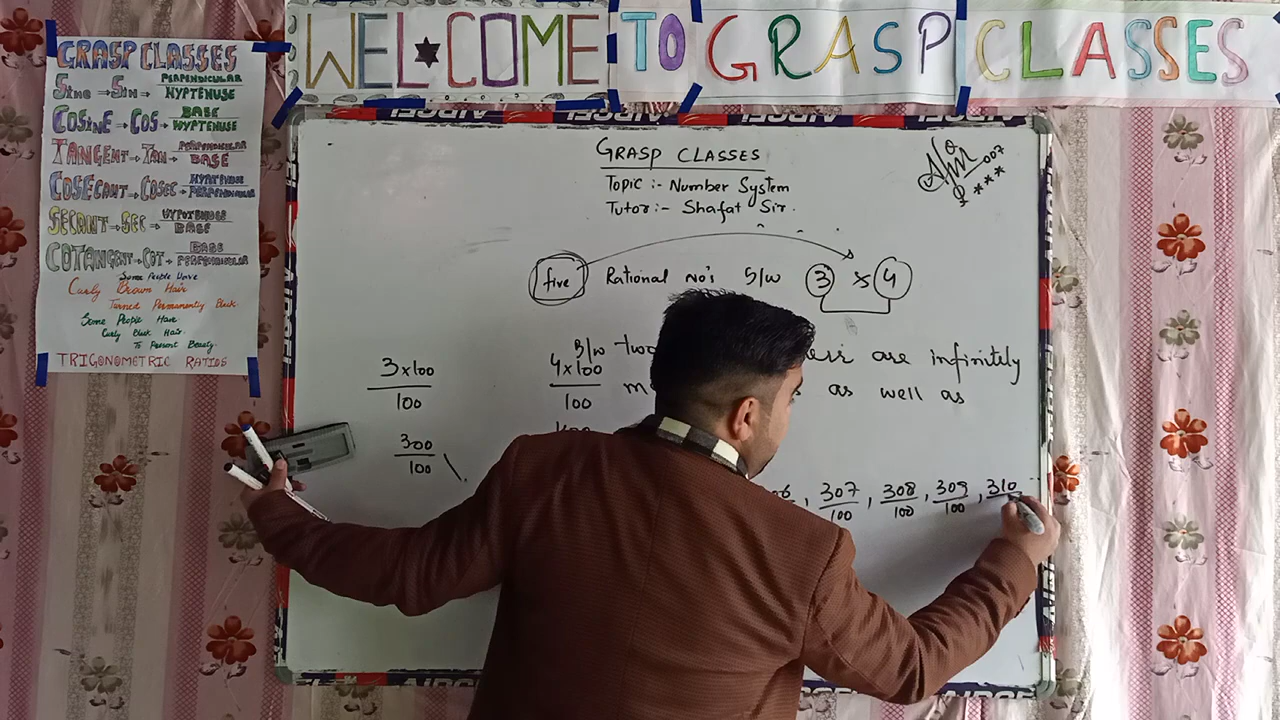 WELCOME TO GRASP CLASSES
GRASP CLASSES
Sine → Sin → PERPENDICULAR
HYPTENUSE
COSINE → COS → BASE
HYPTENUSE
TANGENT → TAN → PERPENDICULAR
BASE
COSECANT → COSEC → HYPTENUSE
PERPENDICULAR
SECANT → SEC → HYPOTENUSE
BASE
COTANGENT → COT → BASE
PERPENDICULAR
Some People Have
Curly Brown Hair
Turned Permanently Black.
Some People Have
Curly Black Hair
To Present Beauty.
TRIGONOMETRIC RATIOS
GRASP CLASSES
Topic :- Number System
Tutor :- Shafat Sir.
007
***
five Rational No's b/w 3 & 4
B/w two are infinitely
m as well as
3 x 100
100
4 x 100
100
300
100
307
100
, 308
100
, 309
100
, 310
AIRCEL